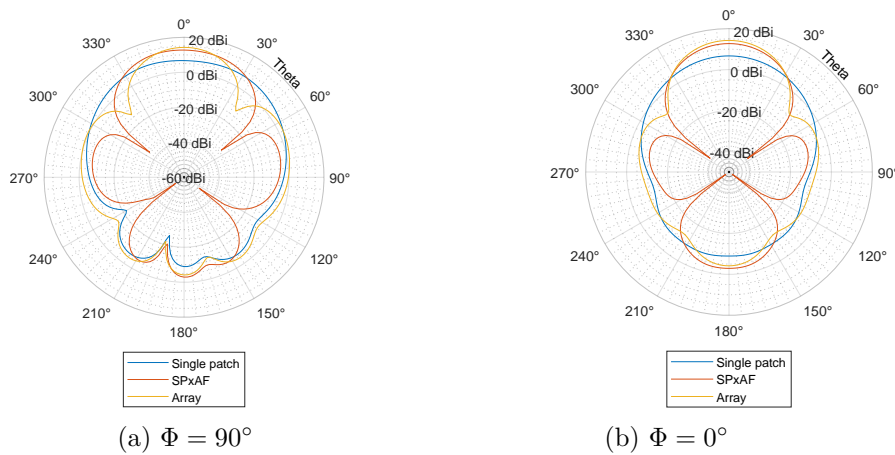 0°
330°
30°
20 dBi
Theta
0 dBi
300°
60°
-20 dBi
-40 dBi
270°
-60 dBi
90°
240°
120°
210°
150°
180°
Single patch
SPxAF
Array
(a) Φ = 90°
0°
330°
30°
20 dBi
Theta
0 dBi
300°
60°
-20 dBi
-40 dBi
270°
90°
240°
120°
210°
150°
180°
Single patch
SPxAF
Array
(b) Φ = 0°